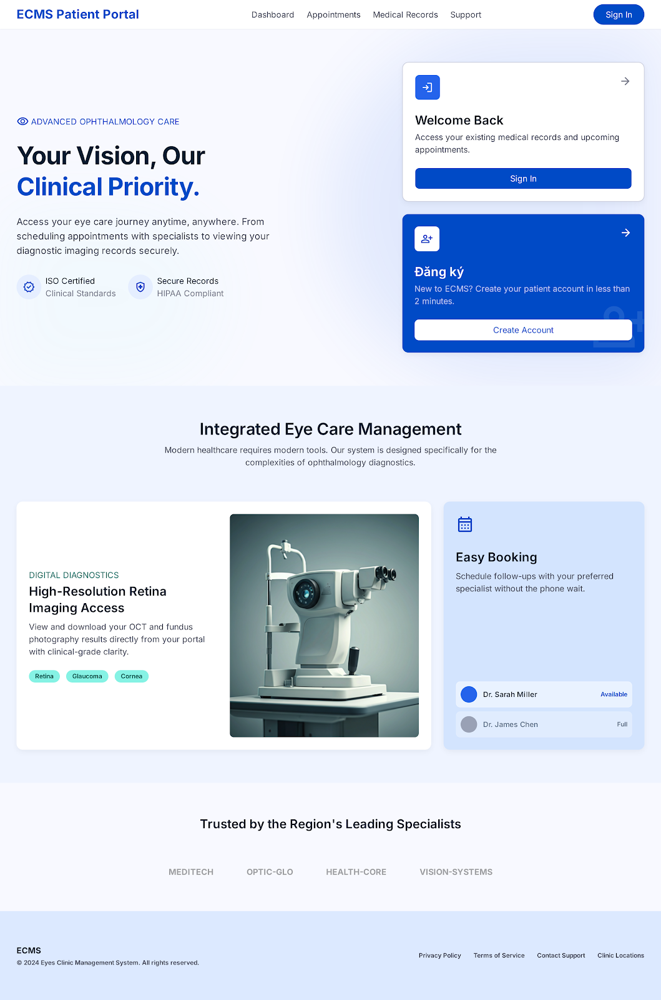 ECMS Patient Portal
Dashboard
Appointments
Medical Records
Support
Sign In
ADVANCED OPHTHALMOLOGY CARE
Your Vision, Our
Clinical Priority.
Access your eye care journey anytime, anywhere. From
scheduling appointments with specialists to viewing your
diagnostic imaging records securely.
ISO Certified
Clinical Standards
Secure Records
HIPAA Compliant
Welcome Back
Access your existing medical records and upcoming
appointments.
Sign In
Đăng ký
New to ECMS? Create your patient account in less than
2 minutes.
Create Account
Integrated Eye Care Management
Modern healthcare requires modern tools. Our system is designed specifically for the
complexities of ophthalmology diagnostics.
DIGITAL DIAGNOSTICS
High-Resolution Retina
Imaging Access
View and download your OCT and fundus
photography results directly from your portal
with clinical-grade clarity.
Retina
Glaucoma
Cornea
Easy Booking
Schedule follow-ups with your preferred
specialist without the phone wait.
Dr. Sarah Miller
Available
Dr. James Chen
Full
Trusted by the Region's Leading Specialists
MEDITECH
OPTIC-GLO
HEALTH-CORE
VISION-SYSTEMS
ECMS
© 2024 Eyes Clinic Management System. All rights reserved.
Privacy Policy
Terms of Service
Contact Support
Clinic Locations